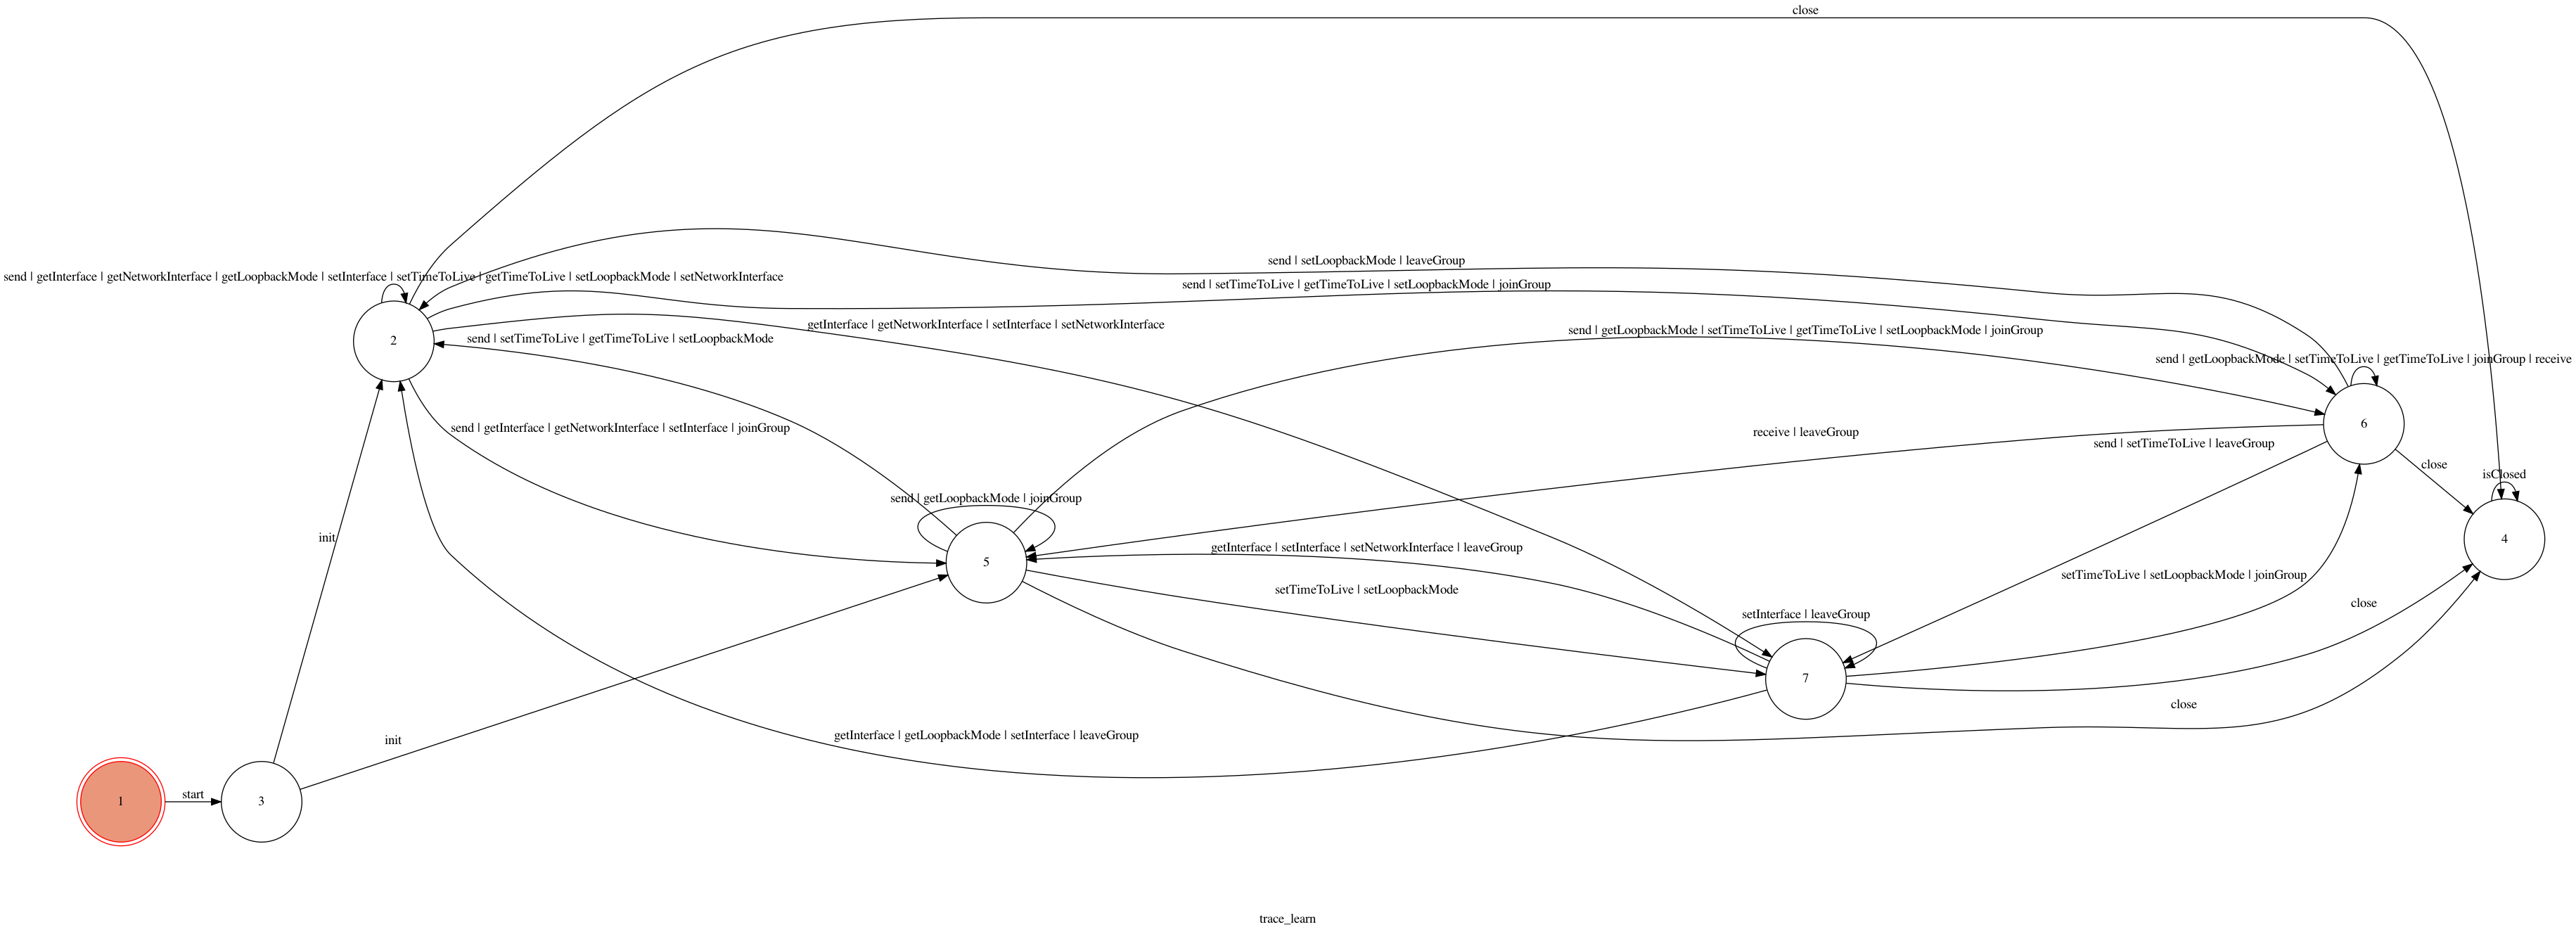 close
send | setLoopbackMode | leaveGroup
send | getInterface | getNetworkInterface | getLoopbackMode | setInterface | setTimeToLive | getTimeToLive | setLoopbackMode | setNetworkInterface
send | setTimeToLive | getTimeToLive | setLoopbackMode | joinGroup
getInterface | getNetworkInterface | setInterface | setNetworkInterface
send | getLoopbackMode | setTimeToLive | getTimeToLive | setLoopbackMode | joinGroup
2
send | setTimeToLive | getTimeToLive | setLoopbackMode
send | getLoopbackMode | setTimeToLive | getTimeToLive | joinGroup | receive
6
send | getInterface | getNetworkInterface | setInterface | joinGroup
receive | leaveGroup
send | setTimeToLive | leaveGroup
close
isClosed
send | getLoopbackMode | joinGroup
init
4
getInterface | setInterface | setNetworkInterface | leaveGroup
5
setTimeToLive | setLoopbackMode | joinGroup
setTimeToLive | setLoopbackMode
close
setInterface | leaveGroup
7
close
getInterface | getLoopbackMode | setInterface | leaveGroup
init
start
1
3
trace_learn